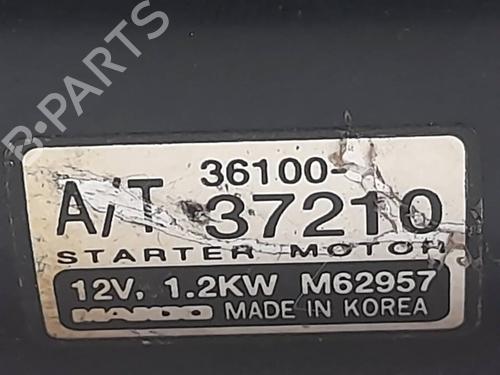 B-PARTS
36100-
A/T 37210
STARTER MOTOR
12V, 1.2KW M62957
MANDO MADE IN KOREA